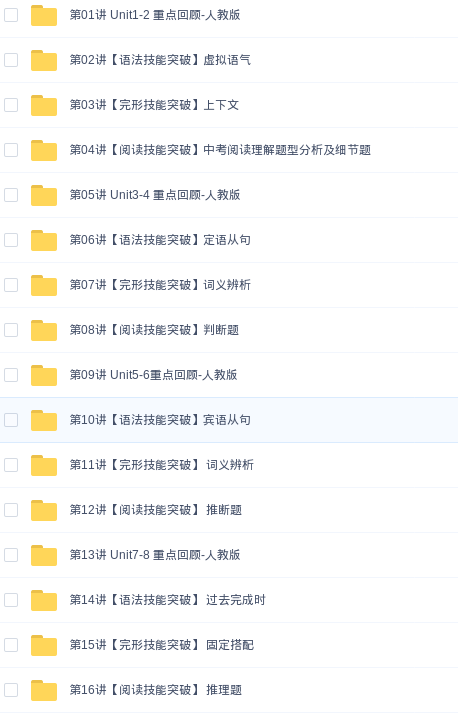 第01讲 Unit1-2 重点回顾-人教版
第02讲【语法技能突破】虚拟语气
第03讲【完形技能突破】上下文
第04讲【阅读技能突破】中考阅读理解题型分析及细节题
第05讲 Unit3-4 重点回顾-人教版
第06讲【语法技能突破】定语从句
第07讲【完形技能突破】词义辨析
第08讲【阅读技能突破】判断题
第09讲 Unit5-6重点回顾-人教版
第10讲【语法技能突破】宾语从句
第11讲【完形技能突破】 词义辨析
第12讲【阅读技能突破】 推断题
第13讲 Unit7-8 重点回顾-人教版
第14讲【语法技能突破】 过去完成时
第15讲【完形技能突破】 固定搭配
第16讲【阅读技能突破】 推理题